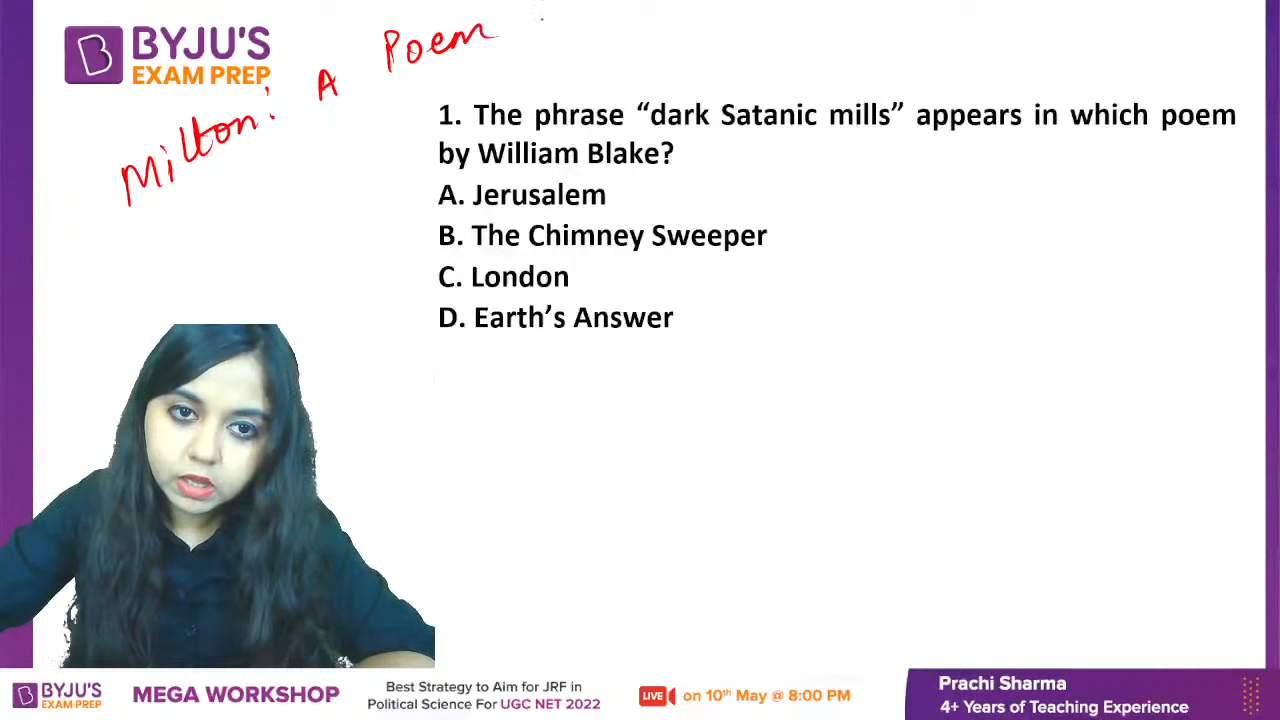 BYJU'S
EXAM PREP
Milton: A Poem
1. The phrase “dark Satanic mills” appears in which poem
by William Blake?
A. Jerusalem
B. The Chimney Sweeper
C. London
D. Earth’s Answer
BYJU'S
EXAM PREP
MEGA WORKSHOP
Best Strategy to Aim for JRF in
Political Science For UGC NET 2022
LIVE
on 10th May @ 8:00 PM
Prachi Sharma
4+ Years of Teaching Experience